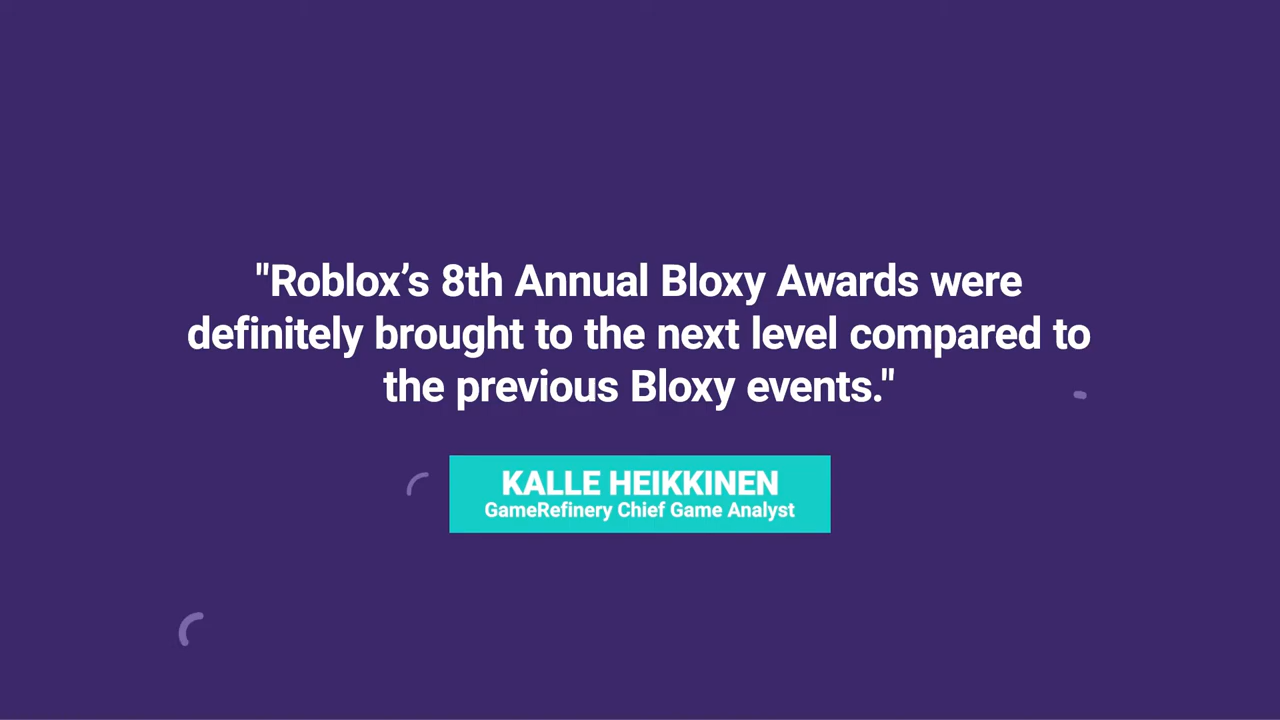 "Roblox’s 8th Annual Bloxy Awards were
definitely brought to the next level compared to
the previous Bloxy events."
KALLE HEIKKINEN
GameRefinery Chief Game Analyst